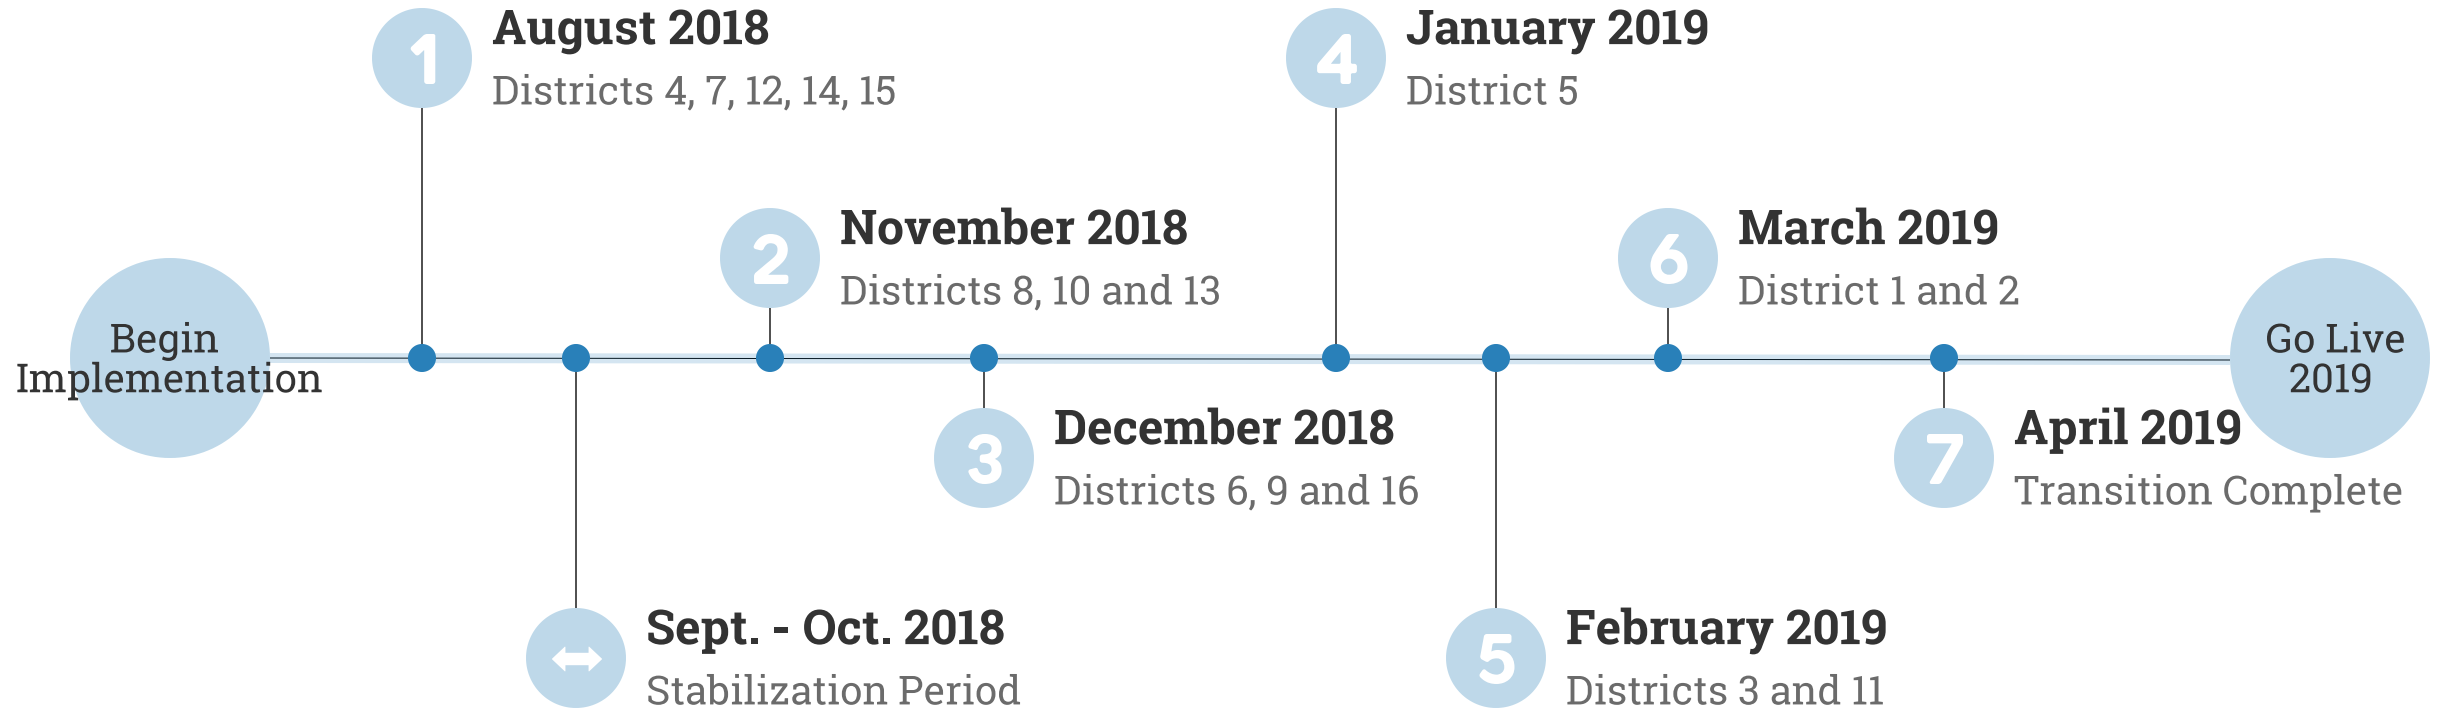 Begin
Implementation
1
August 2018
Districts 4, 7, 12, 14, 15
Sept. - Oct. 2018
Stabilization Period
2
November 2018
Districts 8, 10 and 13
3
December 2018
Districts 6, 9 and 16
4
January 2019
District 5
5
February 2019
Districts 3 and 11
6
March 2019
District 1 and 2
7
April 2019
Transition Complete
Go Live
2019